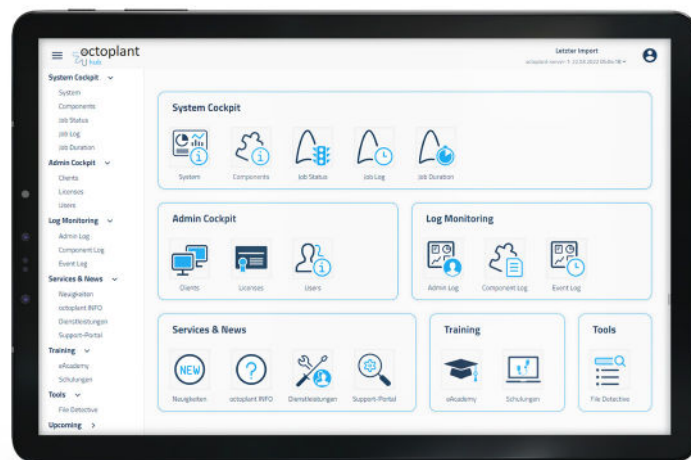 octoplant
hub
Letzter Import
System Cockpit
System
Components
Job Status
Job Log
Job Duration
Admin Cockpit
Clients
Licenses
Users
Log Monitoring
Admin Log
Component Log
Event Log
Services & News
Neuigkeiten
octoplant INFO
Dienstleistungen
Support-Portal
Training
eAcademy
Schulungen
Tools
File Detective
Upcoming
System Cockpit
System
Components
Job Status
Job Log
Job Duration
Admin Cockpit
Clients
Licenses
Users
Log Monitoring
Admin Log
Component Log
Event Log
Services & News
NEW
Neuigkeiten
octoplant INFO
Dienstleistungen
Support-Portal
Training
eAcademy
Schulungen
Tools
File Detective